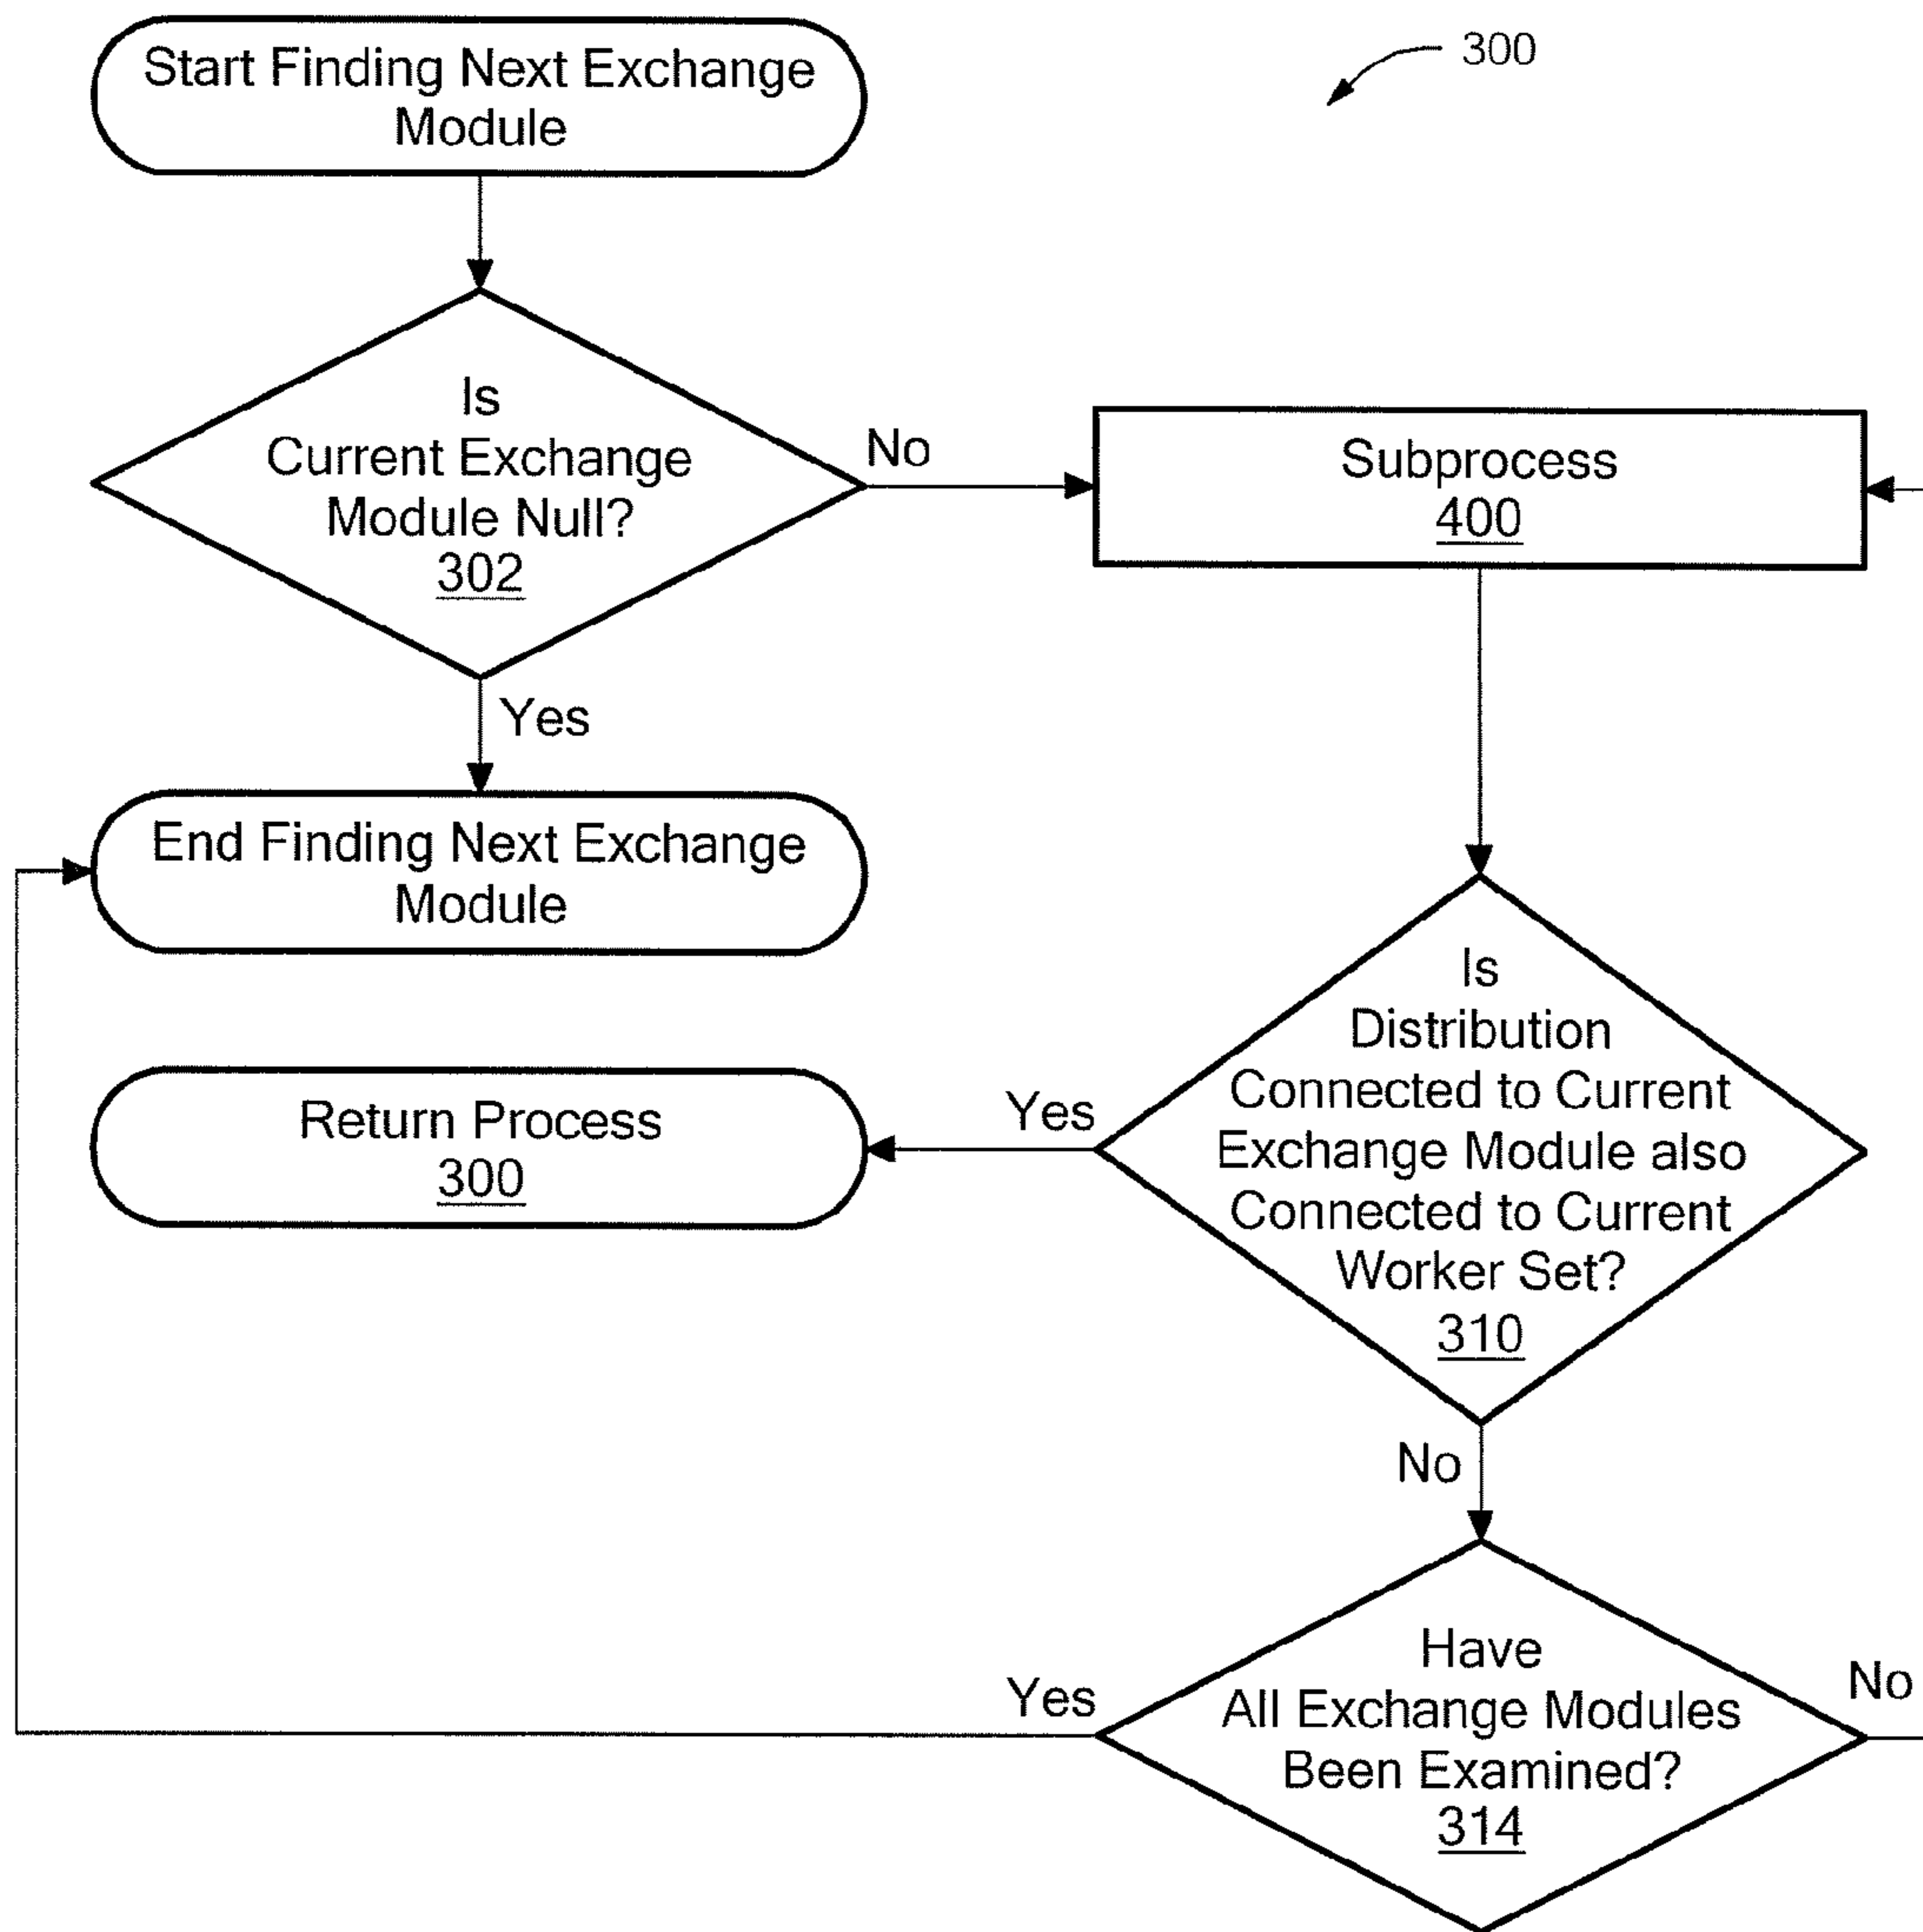 Start Finding Next Exchange
Module
300
Is
Current Exchange
Module Null?
302
No
Subprocess
400
Yes
End Finding Next Exchange
Module
Is
Distribution
Connected to Current
Exchange Module also
Connected to Current
Worker Set?
310
Yes
Return Process
300
No
Have
All Exchange Modules
Been Examined?
314
Yes
No